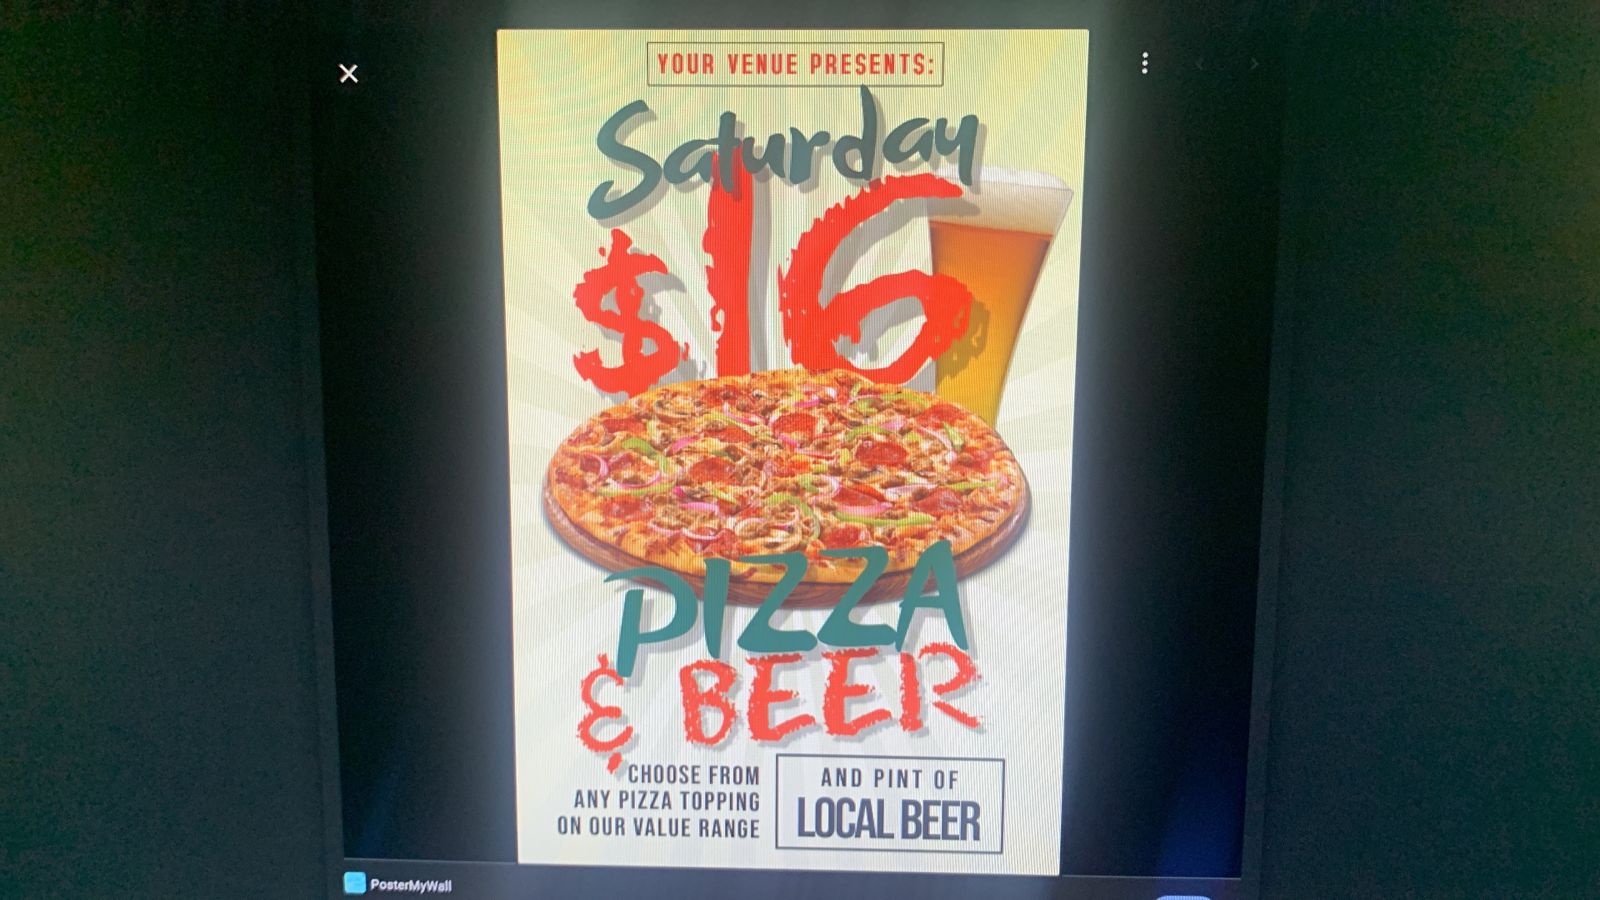 YOUR VENUE PRESENTS:
Saturday
$16
PIZZA
& BEER
CHOOSE FROM
ANY PIZZA TOPPING
ON OUR VALUE RANGE
AND PINT OF
LOCAL BEER
PosterMyWall